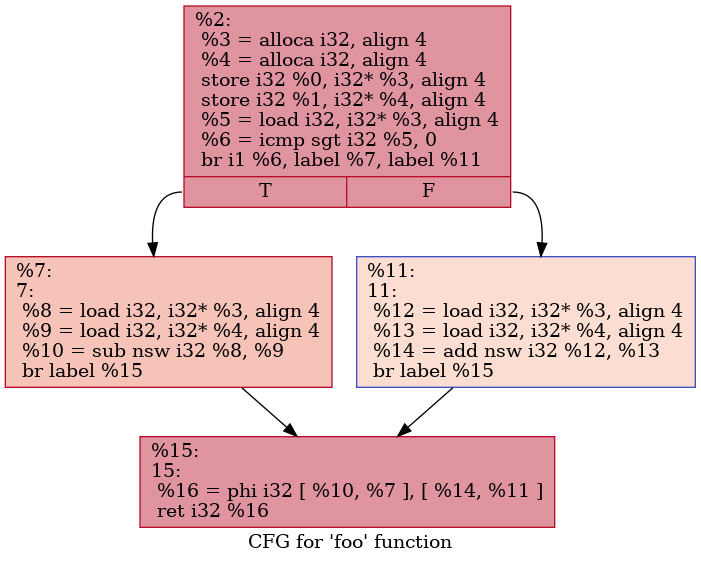 %2:
%3 = alloca i32, align 4
%4 = alloca i32, align 4
store i32 %0, i32* %3, align 4
store i32 %1, i32* %4, align 4
%5 = load i32, i32* %3, align 4
%6 = icmp sgt i32 %5, 0
br i1 %6, label %7, label %11
T
F
%7:
7:
%8 = load i32, i32* %3, align 4
%9 = load i32, i32* %4, align 4
%10 = sub nsw i32 %8, %9
br label %15
%11:
11:
%12 = load i32, i32* %3, align 4
%13 = load i32, i32* %4, align 4
%14 = add nsw i32 %12, %13
br label %15
%15:
15:
%16 = phi i32 [ %10, %7 ], [ %14, %11 ]
ret i32 %16
CFG for 'foo' function